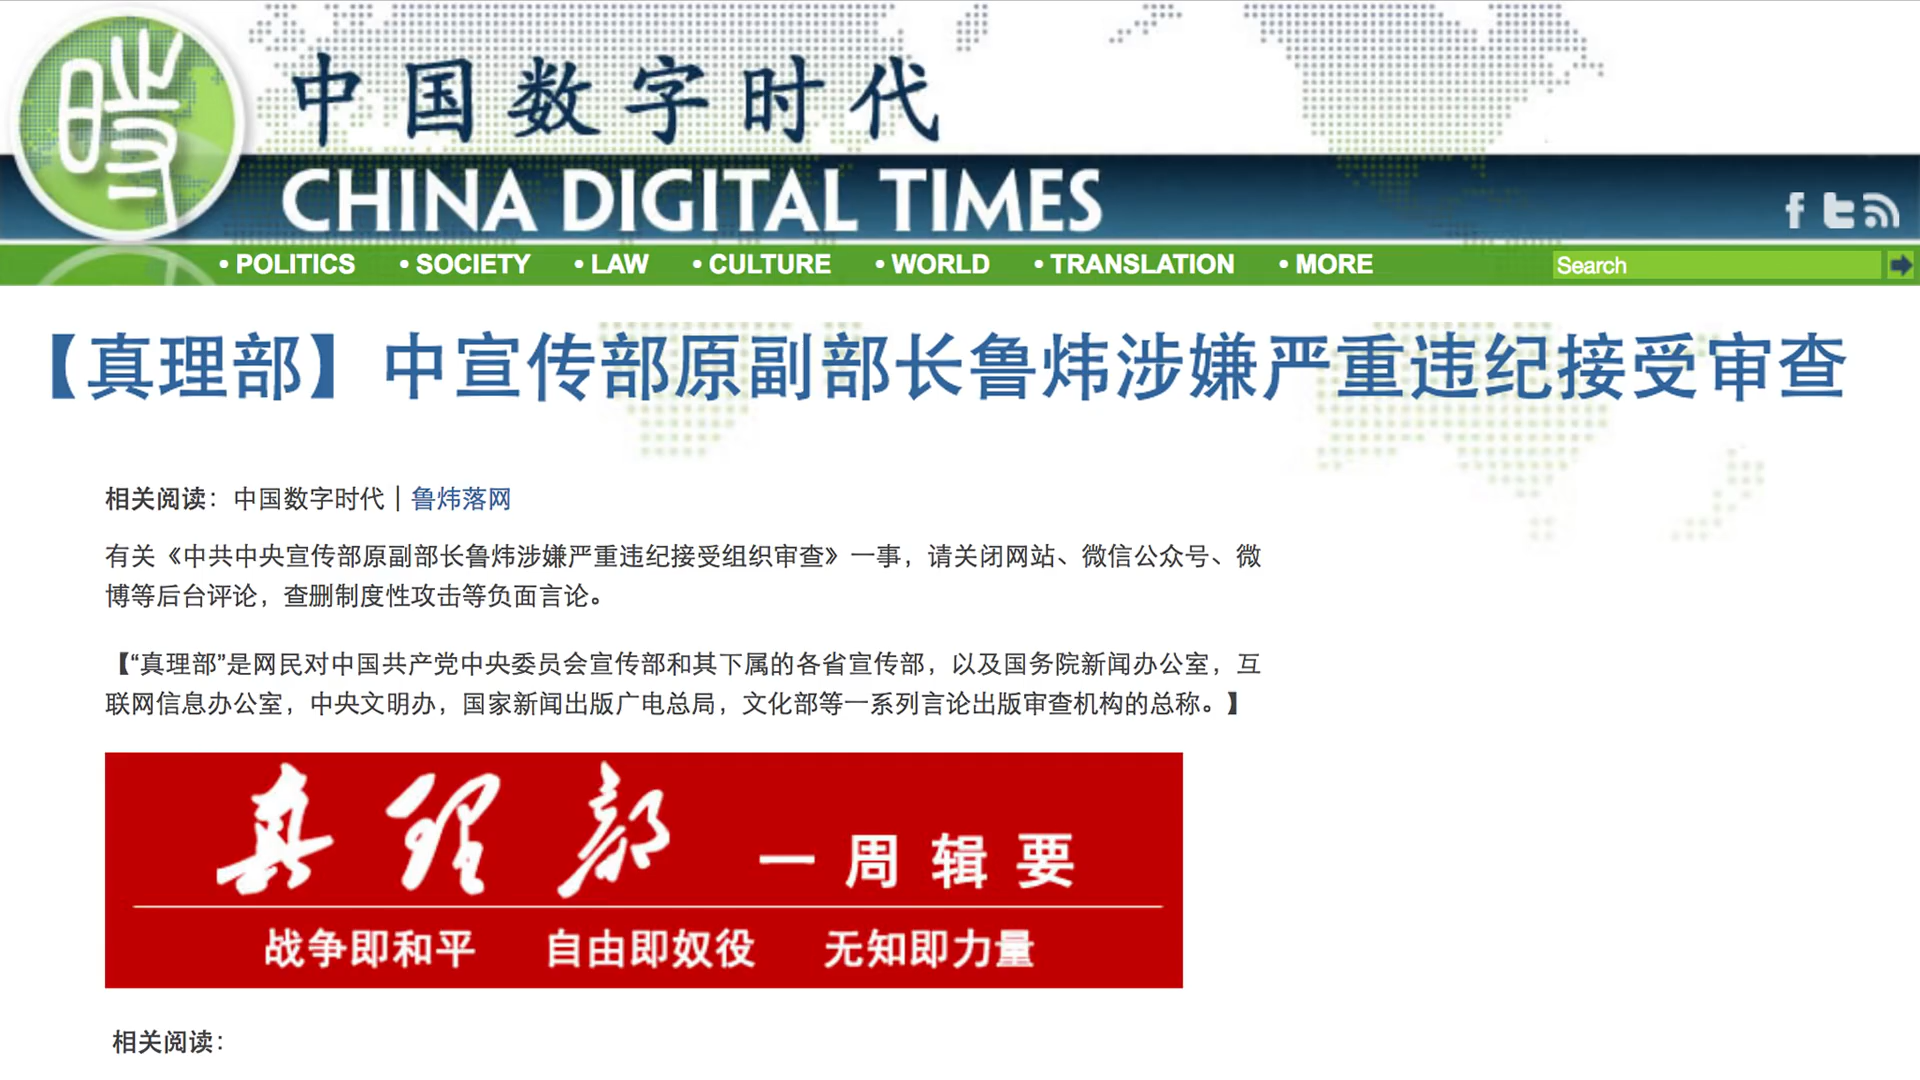 中国数字时代
CHINA DIGITAL TIMES
• POLITICS • SOCIETY • LAW • CULTURE • WORLD • TRANSLATION • MORE Search
【真理部】中宣传部原副部长鲁炜涉嫌严重违纪接受审查
相关阅读：中国数字时代｜鲁炜落网
有关《中共中央宣传部原副部长鲁炜涉嫌严重违纪接受组织审查》一事，请关闭网站、微信公众号、微
博等后台评论，查删制度性攻击等负面言论。
【“真理部”是网民对中国共产党中央委员会宣传部和其下属的各省宣传部，以及国务院新闻办公室，互
联网信息办公室，中央文明办，国家新闻出版广电总局，文化部等一系列言论出版审查机构的总称。】
真理部 一周辑要
战争即和平 自由即奴役 无知即力量
相关阅读：